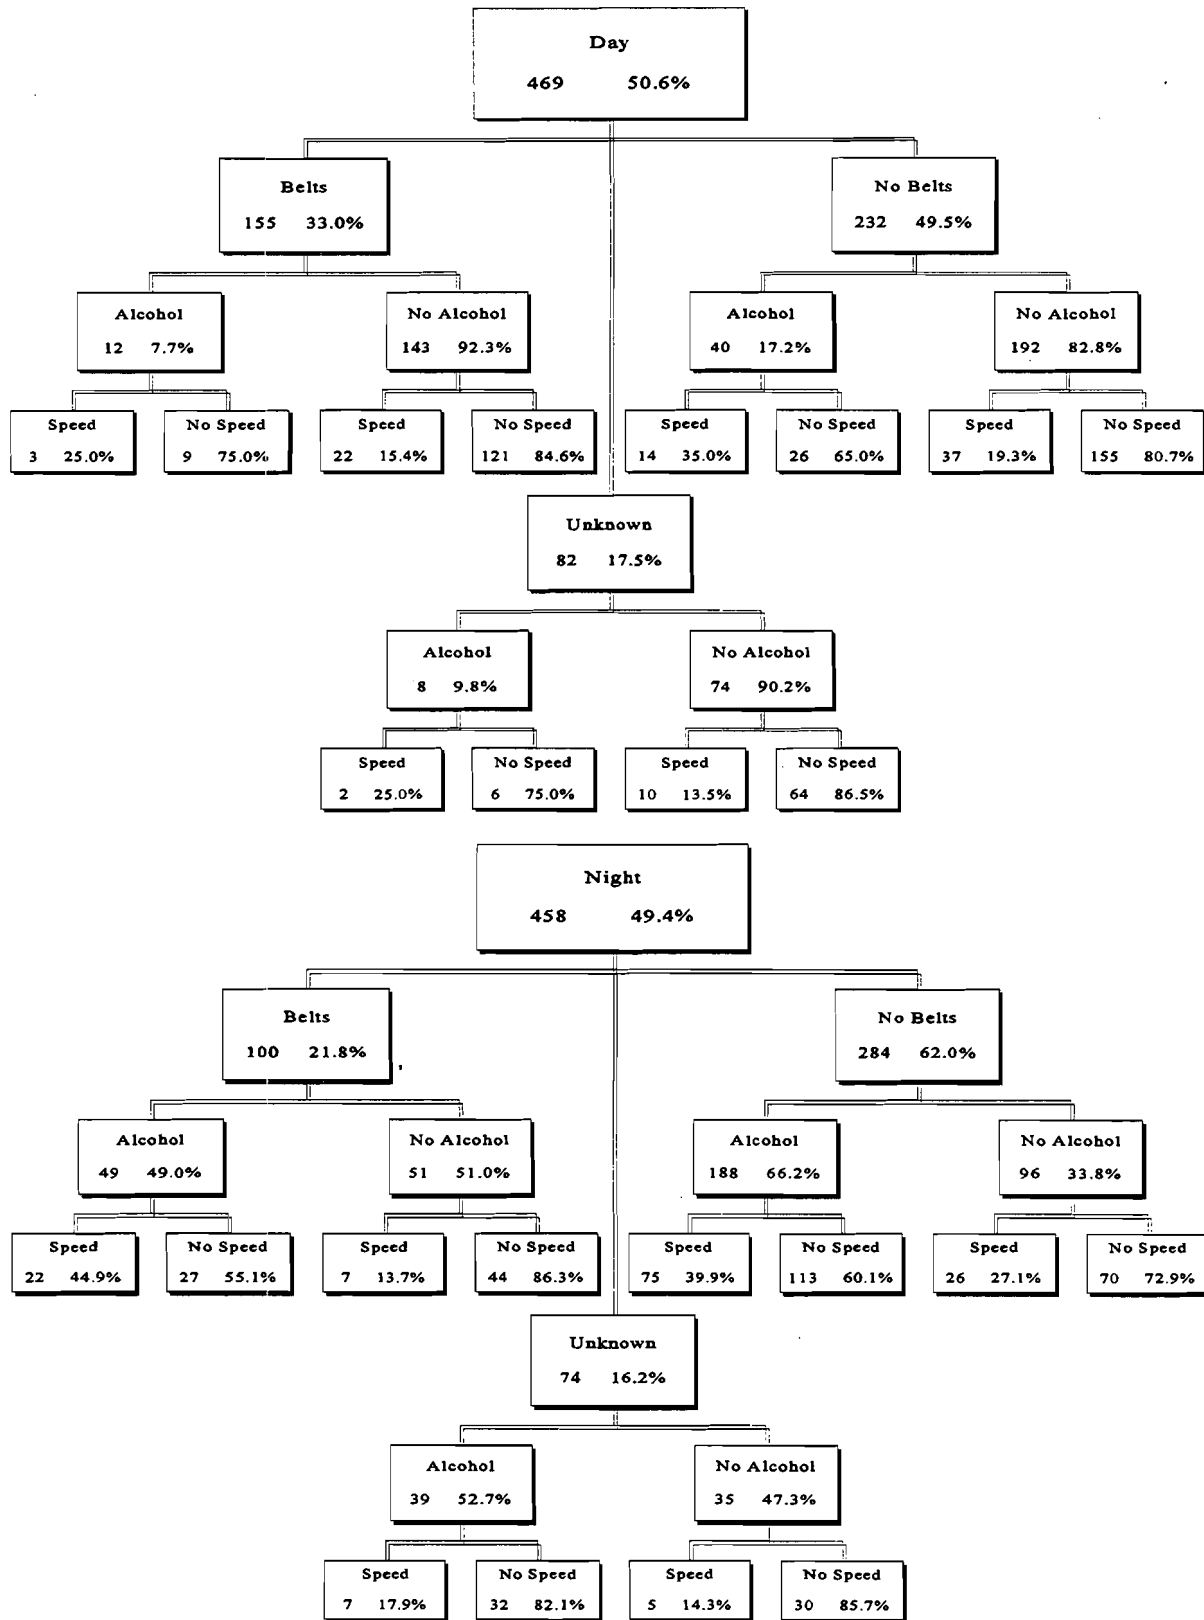 Day
469 50.6%
Belts
155 33.0%
No Belts
232 49.5%
Alcohol
12 7.7%
No Alcohol
143 92.3%
Alcohol
40 17.2%
No Alcohol
192 82.8%
Speed
3 25.0%
No Speed
9 75.0%
Speed
22 15.4%
No Speed
121 84.6%
Speed
14 35.0%
No Speed
26 65.0%
Speed
37 19.3%
No Speed
155 80.7%
Unknown
82 17.5%
Alcohol
8 9.8%
No Alcohol
74 90.2%
Speed
2 25.0%
No Speed
6 75.0%
Speed
10 13.5%
No Speed
64 86.5%
Night
458 49.4%
Belts
100 21.8%
No Belts
284 62.0%
Alcohol
49 49.0%
No Alcohol
51 51.0%
Alcohol
188 66.2%
No Alcohol
96 33.8%
Speed
22 44.9%
No Speed
27 55.1%
Speed
7 13.7%
No Speed
44 86.3%
Speed
75 39.9%
No Speed
113 60.1%
Speed
26 27.1%
No Speed
70 72.9%
Unknown
74 16.2%
Alcohol
39 52.7%
No Alcohol
35 47.3%
Speed
7 17.9%
No Speed
32 82.1%
Speed
5 14.3%
No Speed
30 85.7%